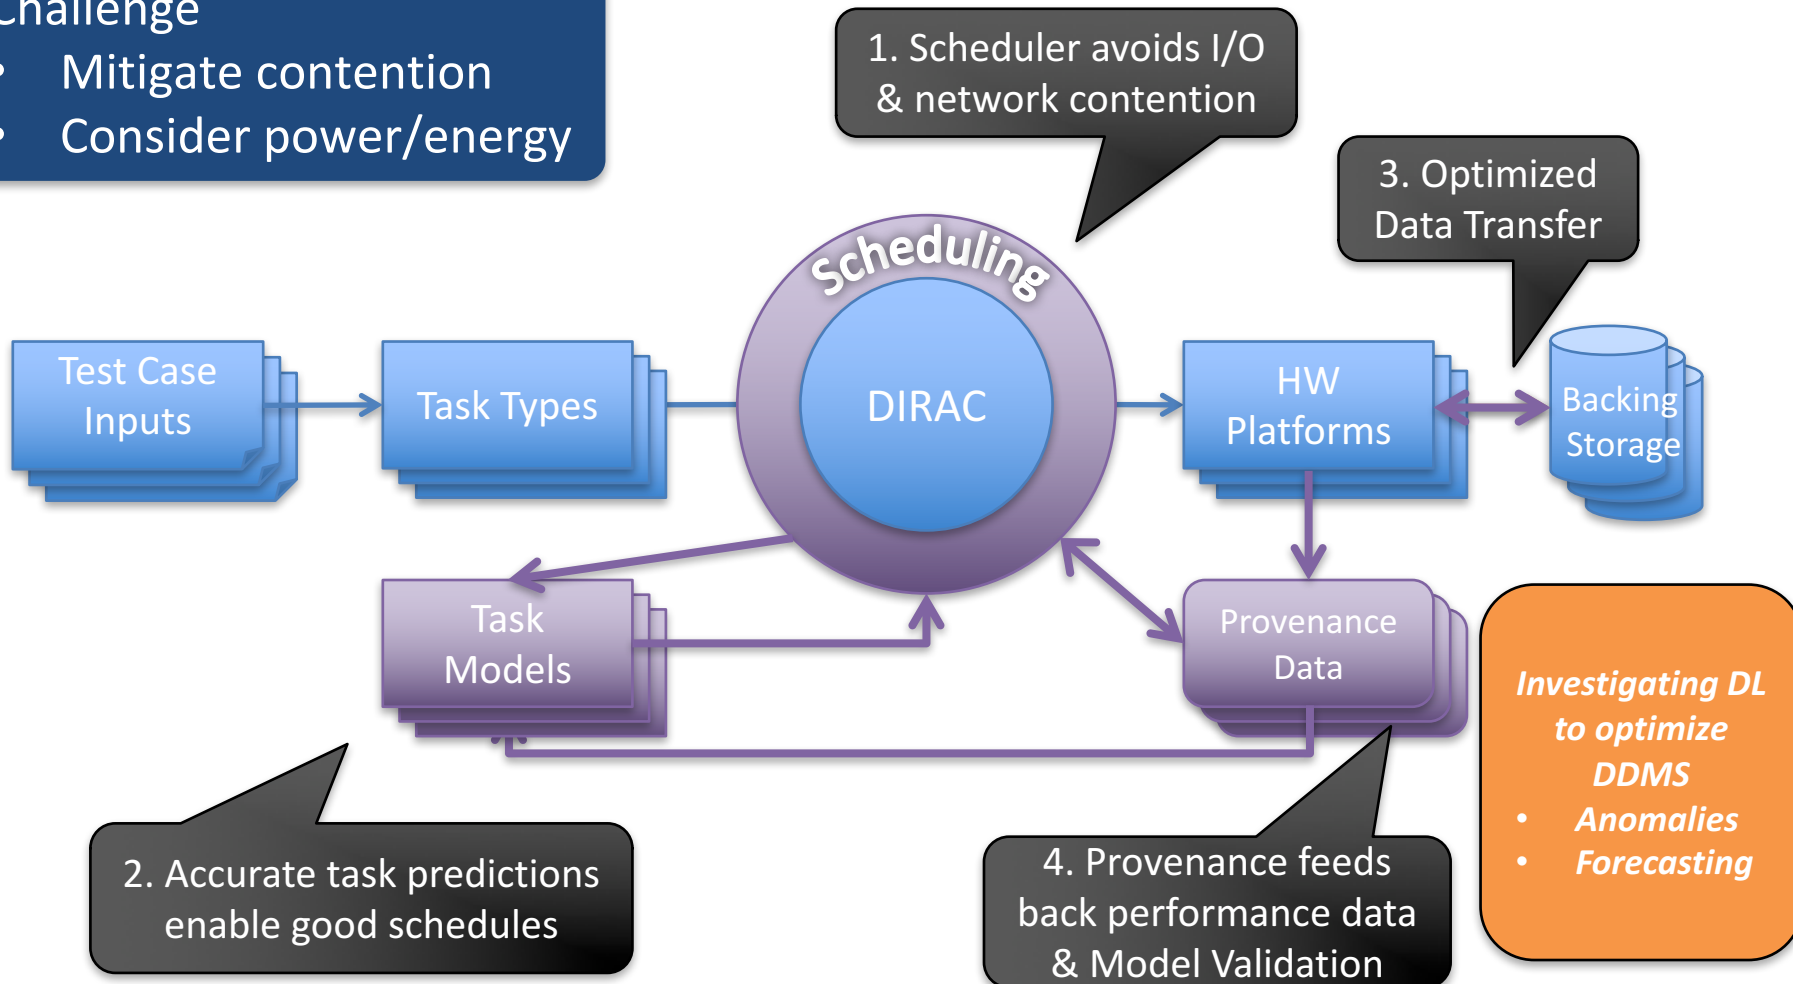 Challenge
• Mitigate contention
• Consider power/energy
1. Scheduler avoids I/O
& network contention
3. Optimized
Data Transfer
Scheduling
Test Case
Inputs
Task Types
DIRAC
HW
Platforms
Backing
Storage
Task
Models
Provenance
Data
Investigating DL
to optimize
DDMS
• Anomalies
• Forecasting
2. Accurate task predictions
enable good schedules
4. Provenance feeds
back performance data
& Model Validation